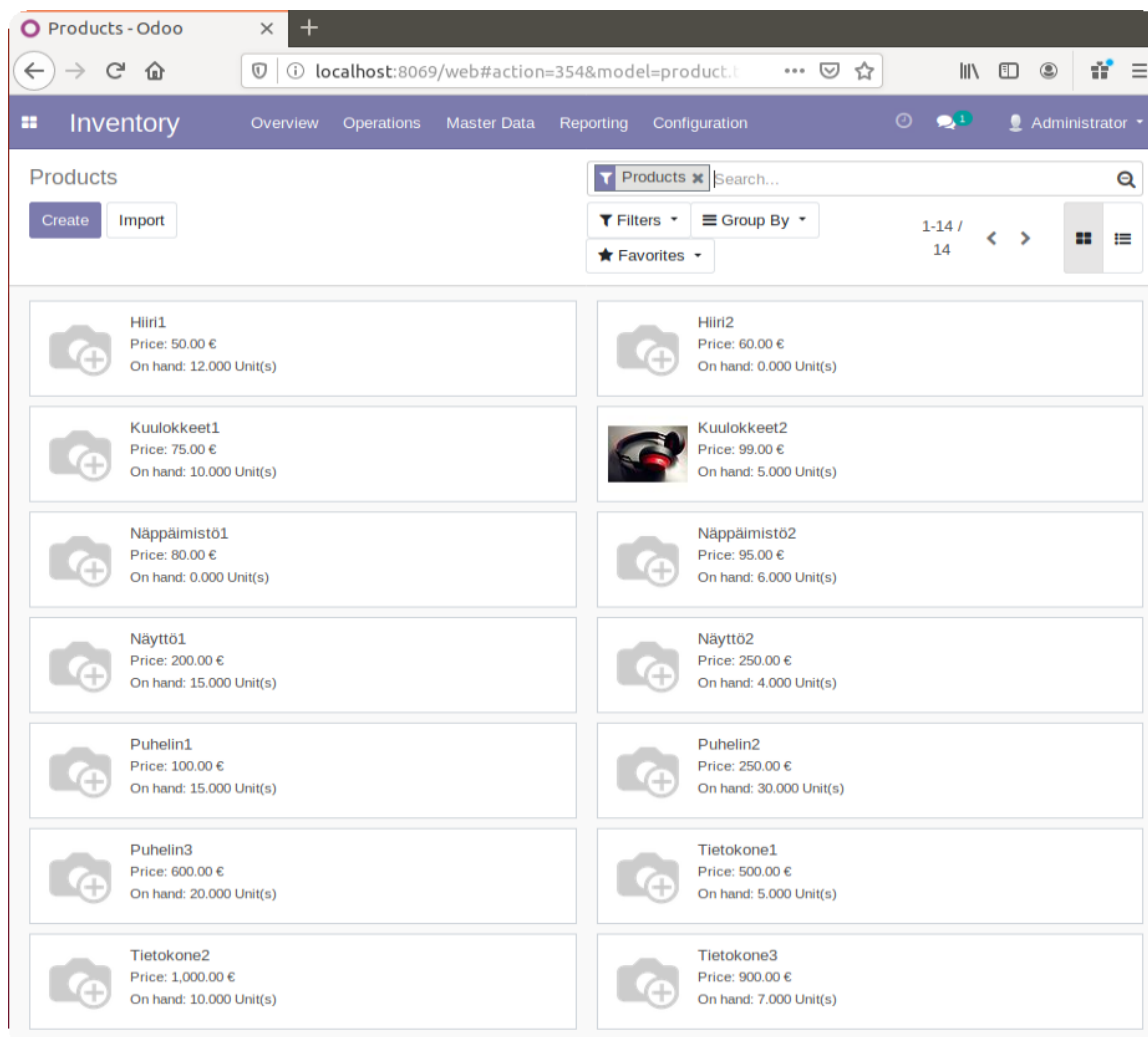 Products - Odoo
localhost:8069/web#action=354&model=product.t
Inventory Overview Operations Master Data Reporting Configuration 1 Administrator
Products
Products Search...
Create Import
Filters Group By
1-14 / 14
Favorites
Hiiri1
Price: 50.00 €
On hand: 12.000 Unit(s)
Hiiri2
Price: 60.00 €
On hand: 0.000 Unit(s)
Kuulokkeet1
Price: 75.00 €
On hand: 10.000 Unit(s)
Kuulokkeet2
Price: 99.00 €
On hand: 5.000 Unit(s)
Näppäimistö1
Price: 80.00 €
On hand: 0.000 Unit(s)
Näppäimistö2
Price: 95.00 €
On hand: 6.000 Unit(s)
Näyttö1
Price: 200.00 €
On hand: 15.000 Unit(s)
Näyttö2
Price: 250.00 €
On hand: 4.000 Unit(s)
Puhelin1
Price: 100.00 €
On hand: 15.000 Unit(s)
Puhelin2
Price: 250.00 €
On hand: 30.000 Unit(s)
Puhelin3
Price: 600.00 €
On hand: 20.000 Unit(s)
Tietokone1
Price: 500.00 €
On hand: 5.000 Unit(s)
Tietokone2
Price: 1,000.00 €
On hand: 10.000 Unit(s)
Tietokone3
Price: 900.00 €
On hand: 7.000 Unit(s)